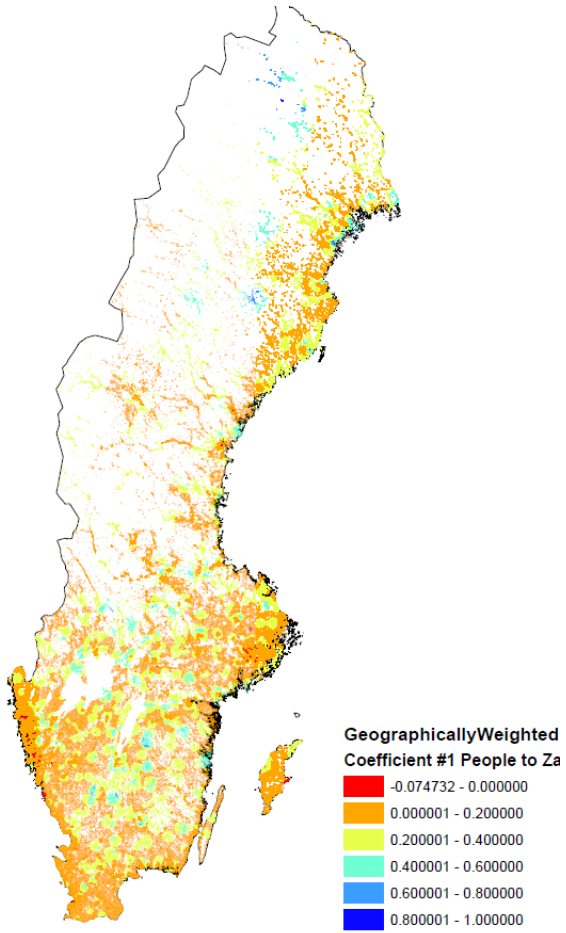 GeographicallyWeighted
Coefficient #1 People to Za
-0.074732 - 0.000000
0.000001 - 0.200000
0.200001 - 0.400000
0.400001 - 0.600000
0.600001 - 0.800000
0.800001 - 1.000000